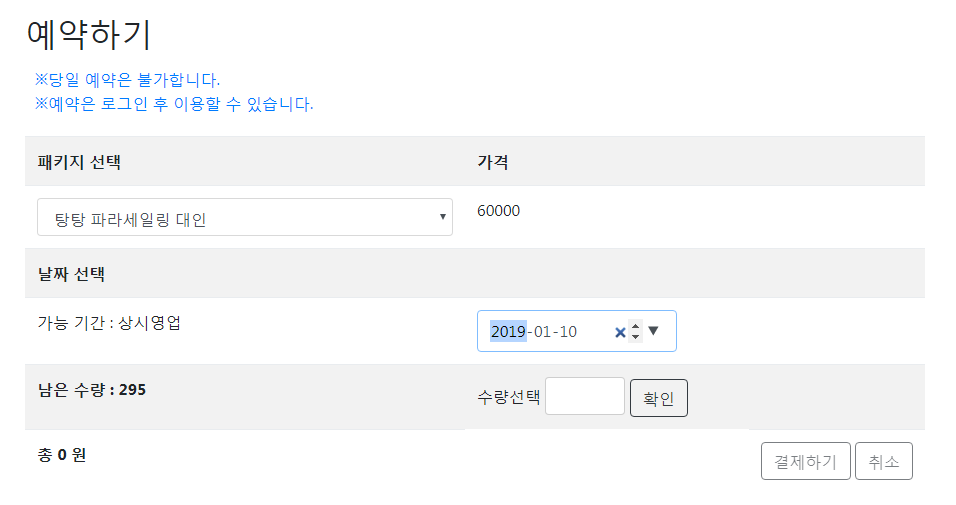 예약하기
※당일 예약은 불가합니다.
※예약은 로그인 후 이용할 수 있습니다.
패키지 선택 가격
탕탕 파라세일링 대인 60000
날짜 선택
가능 기간 : 상시영업 2019-01-10
남은 수량 : 295 수량선택 확인
총 0 원 결제하기 취소